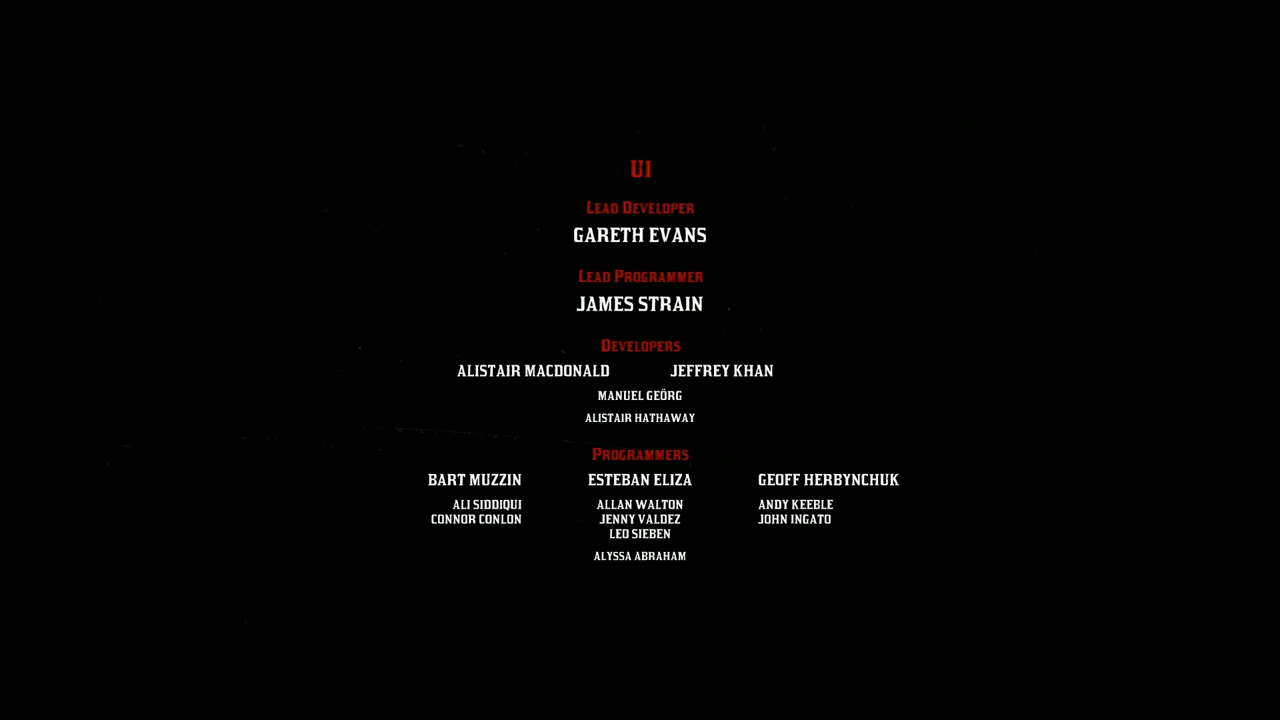 UI
LEAD DEVELOPER
GARETH EVANS
LEAD PROGRAMMER
JAMES STRAIN
DEVELOPERS
ALISTAIR MACDONALD JEFFREY KHAN
MANUEL GEÖRG
ALISTAIR HATHAWAY
PROGRAMMERS
BART MUZZIN ESTEBAN ELIZA GEOFF HERBYNCHUK
ALI SIDDIQUI ALLAN WALTON ANDY KEEBLE
CONNOR CONLON JENNY VALDEZ JOHN INGATO
LEO SIEBEN
ALYSSA ABRAHAM